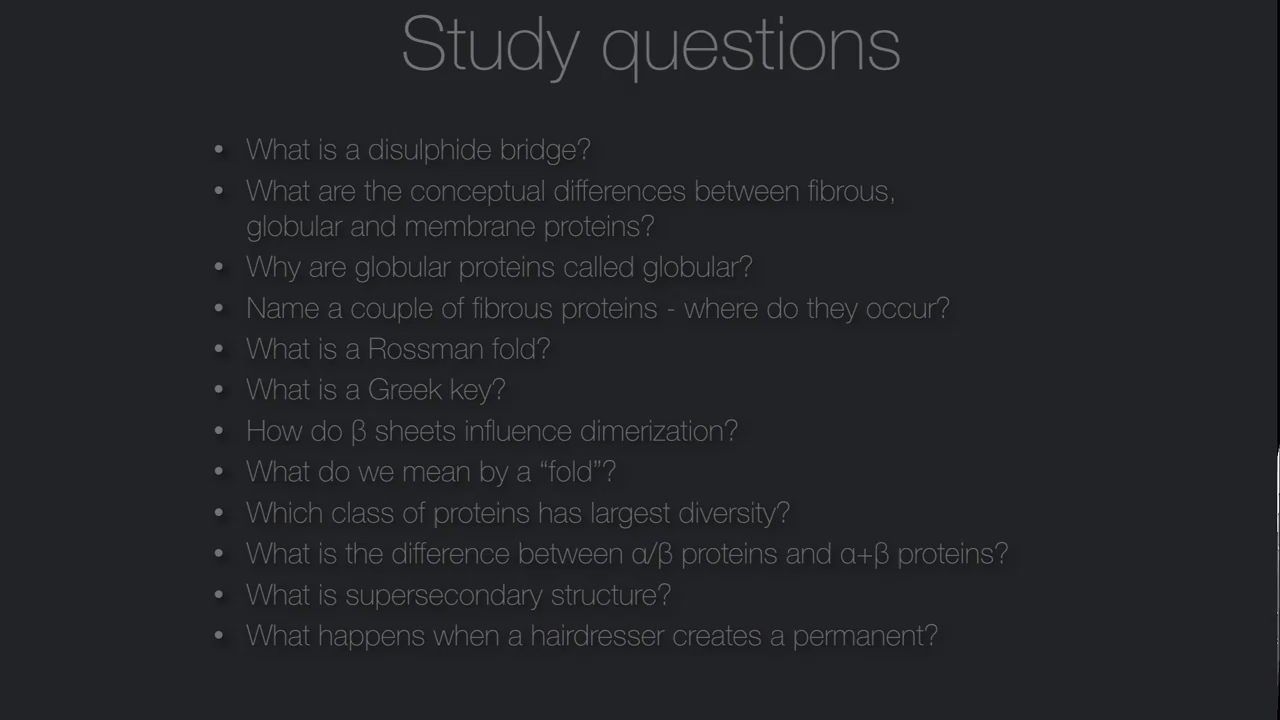 Study questions
• What is a disulphide bridge?
• What are the conceptual differences between fibrous,
globular and membrane proteins?
• Why are globular proteins called globular?
• Name a couple of fibrous proteins - where do they occur?
• What is a Rossman fold?
• What is a Greek key?
• How do β sheets influence dimerization?
• What do we mean by a “fold”?
• Which class of proteins has largest diversity?
• What is the difference between α/β proteins and α+β proteins?
• What is supersecondary structure?
• What happens when a hairdresser creates a permanent?